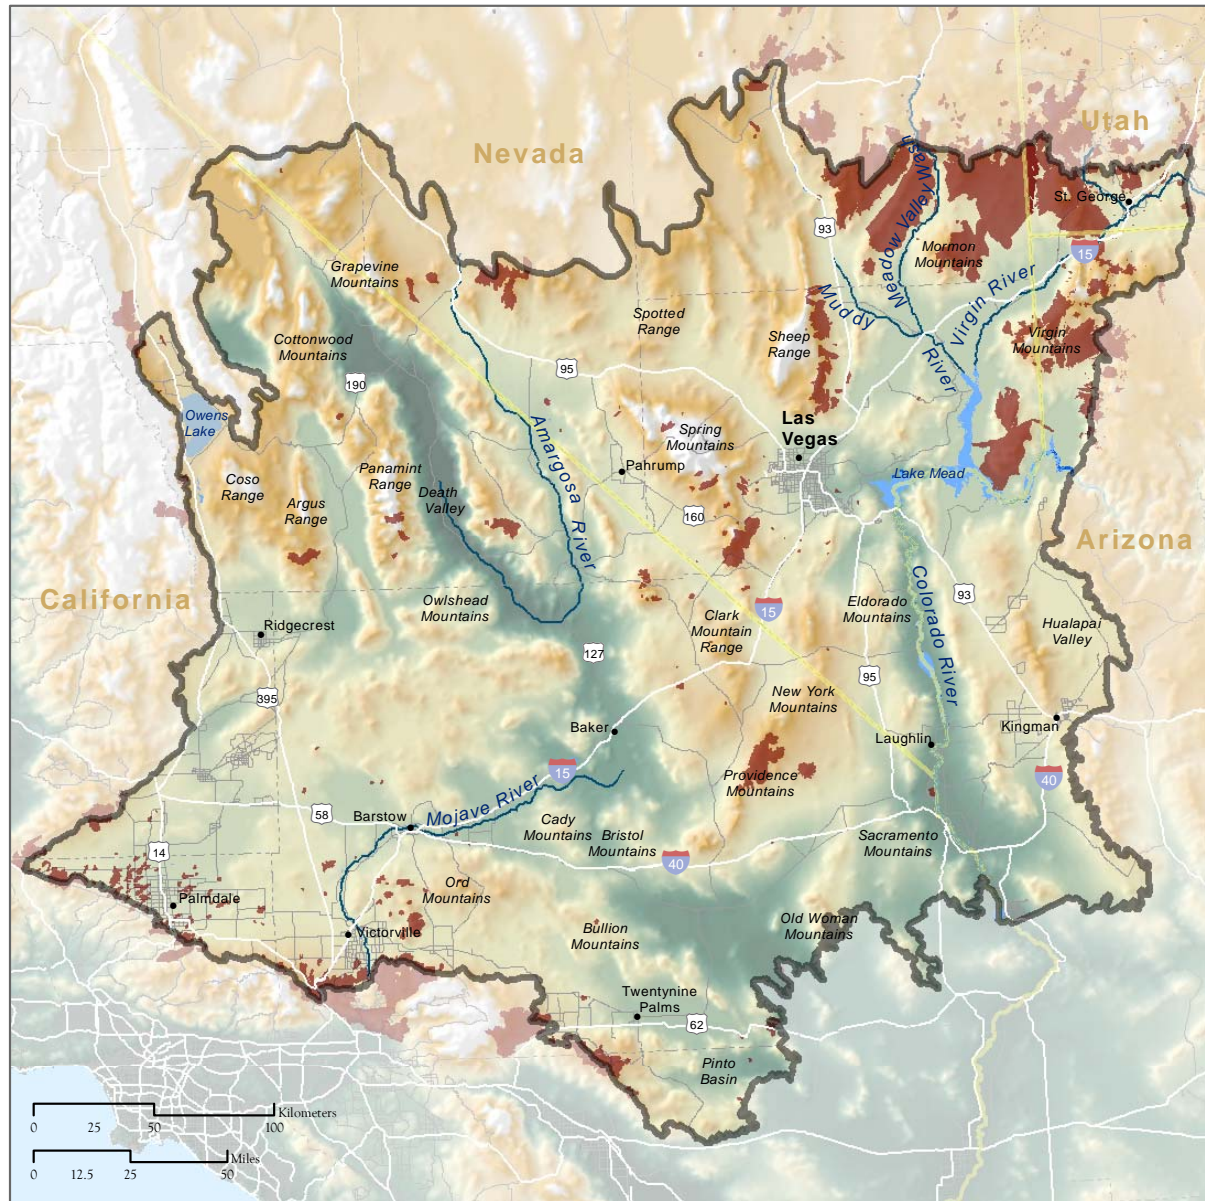 Utah
Nevada
Meadow Valley Wash
St. George
93
15
Mormon
Mountains
Grapevine
Mountains
Muddy
River
Virgin River
Spotted
Range
Sheep
Range
Virgin
Mountains
Cottonwood
Mountains
95
190
Owens
Lake
Amargosa River
Las
Vegas
Spring
Mountains
Pahrump
Lake Mead
Coso
Range
Panamint
Range
Death
Valley
Argus
Range
160
Arizona
California
Colorado River
Owlshead
Mountains
Eldorado
Mountains
93
15
Clark
Mountain
Range
Hualapai
Valley
Ridgecrest
127
95
395
New York
Mountains
Kingman
Baker
Laughlin
15
Providence
Mountains
40
Mojave River
58
Barstow
Cady
Mountains
Bristol
Mountains
Sacramento
Mountains
14
40
Ord
Mountains
Palmdale
Old Woman
Mountains
Bullion
Mountains
Victorville
Twentynine
Palms
62
Pinto
Basin
Kilometers
0 25 50 100
Miles
0 12.5 25 50